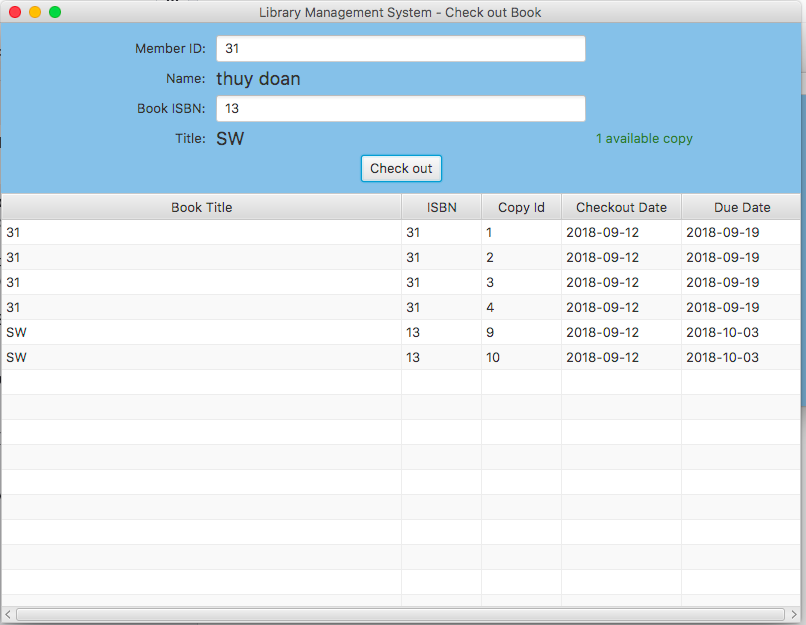 Library Management System - Check out Book
Member ID: 31
Name: thuy doan
Book ISBN: 13
Title: SW 1 available copy
Check out
Book Title ISBN Copy Id Checkout Date Due Date
31 31 1 2018-09-12 2018-09-19
31 31 2 2018-09-12 2018-09-19
31 31 3 2018-09-12 2018-09-19
31 31 4 2018-09-12 2018-09-19
SW 13 9 2018-09-12 2018-10-03
SW 13 10 2018-09-12 2018-10-03